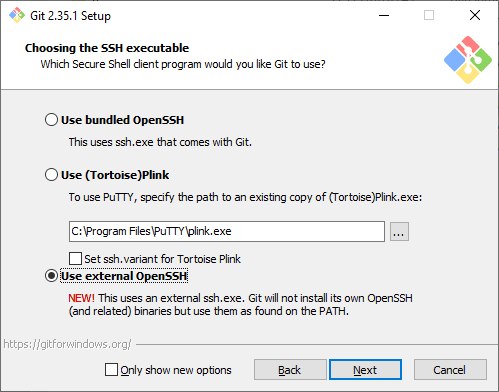 Git 2.35.1 Setup
Choosing the SSH executable
Which Secure Shell client program would you like Git to use?
Use bundled OpenSSH
This uses ssh.exe that comes with Git.
Use (Tortoise)Plink
To use PuTTY, specify the path to an existing copy of (Tortoise)Plink.exe:
C:\Program Files\PuTTY\plink.exe
...
Set ssh.variant for Tortoise Plink
Use external OpenSSH
NEW! This uses an external ssh.exe. Git will not install its own OpenSSH
(and related) binaries but use them as found on the PATH.
https://gitforwindows.org/
Only show new options
Back
Next
Cancel